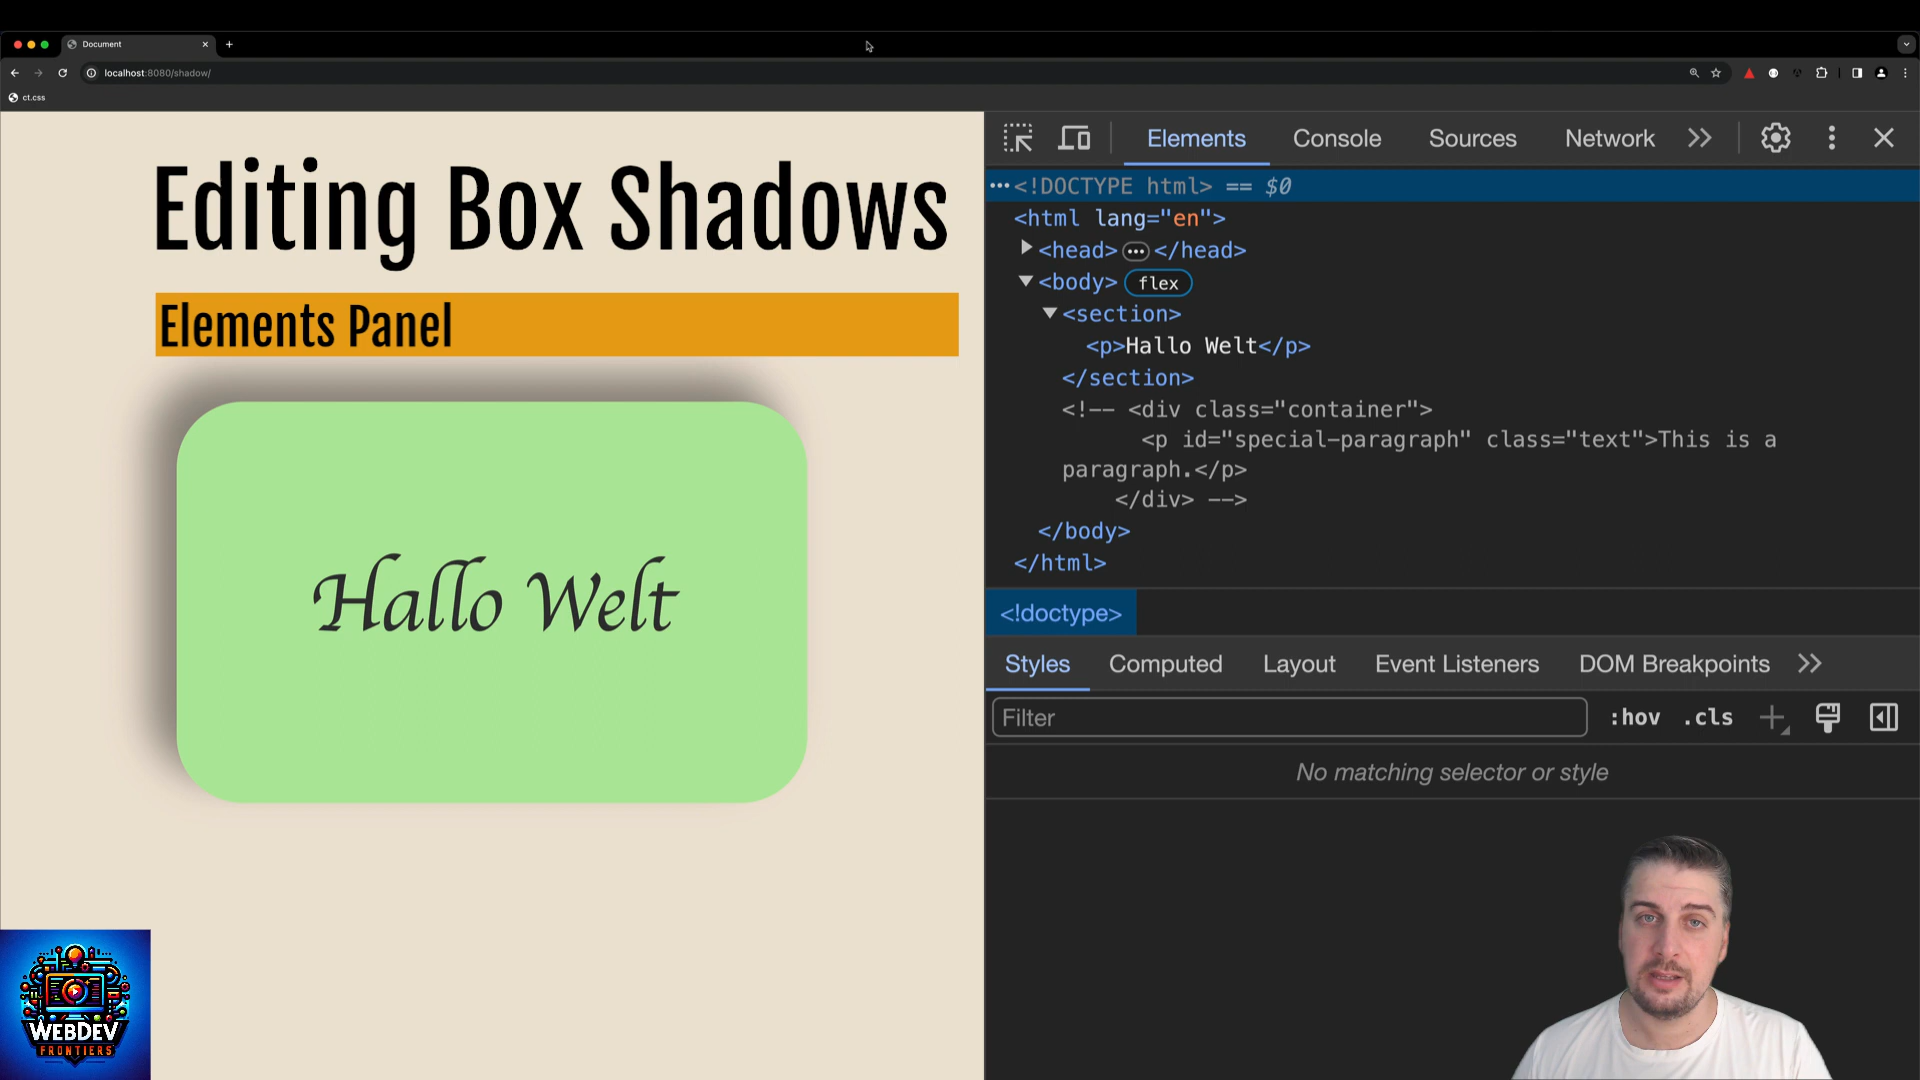 Document
localhost:8080/shadow/
ct.css
Editing Box Shadows
Elements Panel
Hallo Welt
WEBDEV
FRONTIERS
Elements Console Sources Network
<!DOCTYPE html> == $0
<html lang="en">
<head> </head>
<body> flex
<section>
<p>Hallo Welt</p>
</section>
<!-- <div class="container">
<p id="special-paragraph" class="text">This is a
paragraph.</p>
</div> -->
</body>
</html>
<!doctype>
Styles Computed Layout Event Listeners DOM Breakpoints
Filter :hov .cls
No matching selector or style